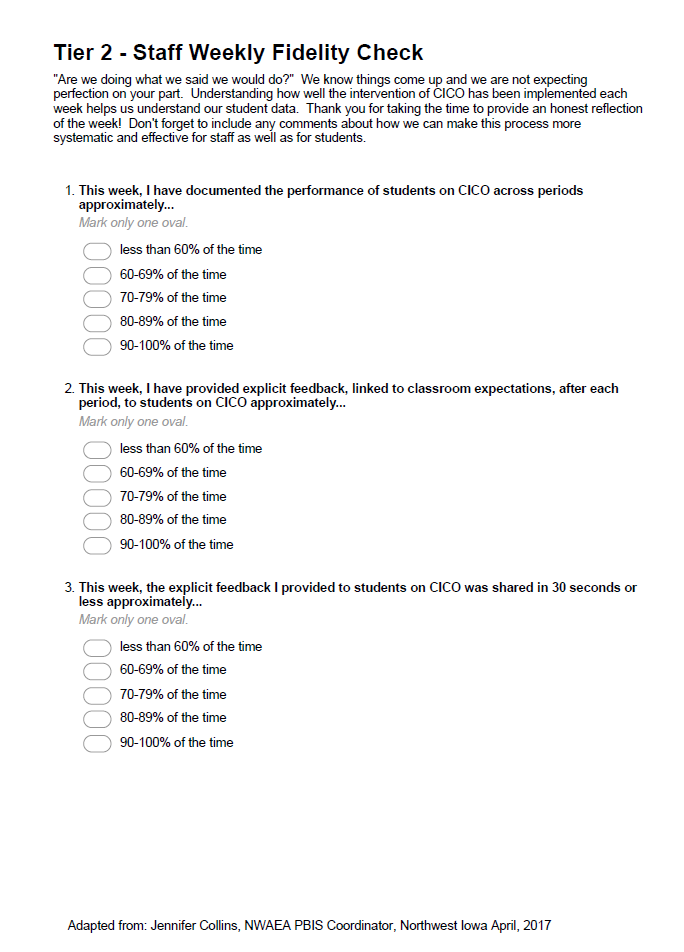 Tier 2 - Staff Weekly Fidelity Check
"Are we doing what we said we would do?"  We know things come up and we are not expecting
perfection on your part.  Understanding how well the intervention of CICO has been implemented each
week helps us understand our student data.  Thank you for taking the time to provide an honest reflection
of the week!  Don't forget to include any comments about how we can make this process more
systematic and effective for staff as well as for students.
1. This week, I have documented the performance of students on CICO across periods
approximately...
Mark only one oval.
less than 60% of the time
60-69% of the time
70-79% of the time
80-89% of the time
90-100% of the time
2. This week, I have provided explicit feedback, linked to classroom expectations, after each
period, to students on CICO approximately...
Mark only one oval.
less than 60% of the time
60-69% of the time
70-79% of the time
80-89% of the time
90-100% of the time
3. This week, the explicit feedback I provided to students on CICO was shared in 30 seconds or
less approximately...
Mark only one oval.
less than 60% of the time
60-69% of the time
70-79% of the time
80-89% of the time
90-100% of the time
Adapted from: Jennifer Collins, NWAEA PBIS Coordinator, Northwest Iowa April, 2017